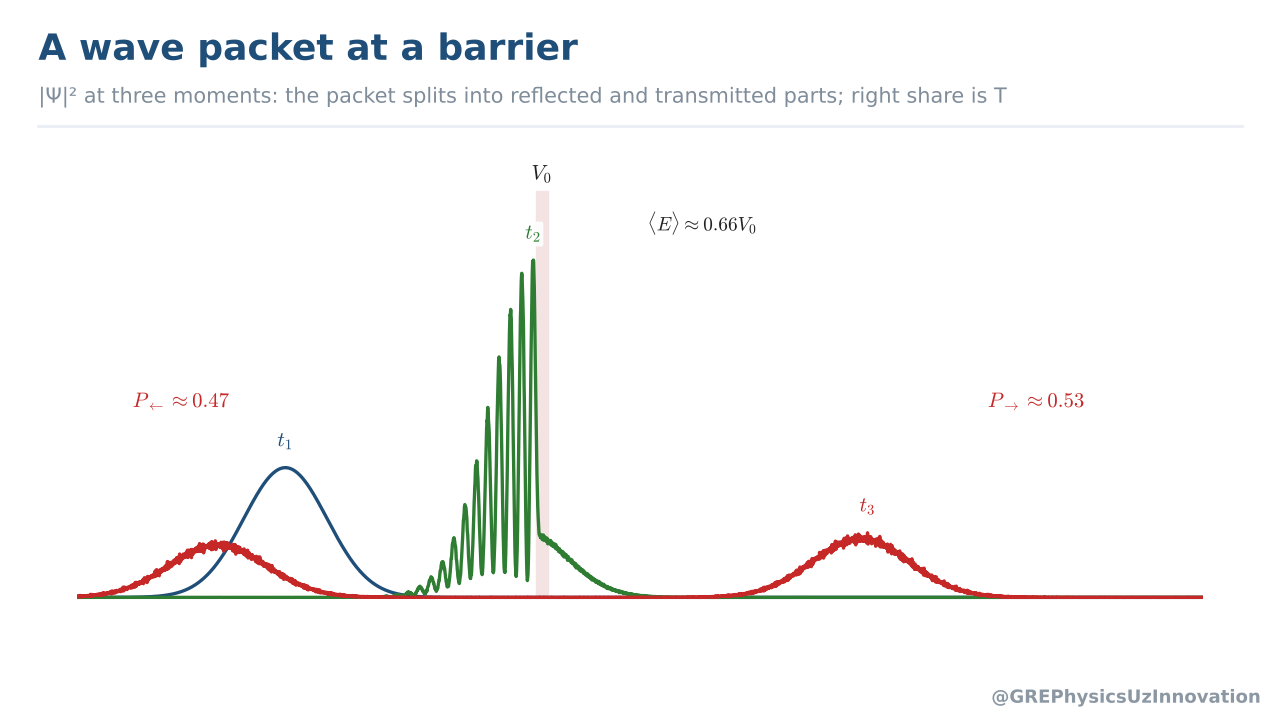 A wave packet at a barrier
|Ψ|² at three moments: the packet splits into reflected and transmitted parts; right share is T
V₀
⟨E⟩ ≈ 0.66V₀
t₂
P← ≈ 0.47
P→ ≈ 0.53
t₁
t₃
@GREPhysicsUzInnovation